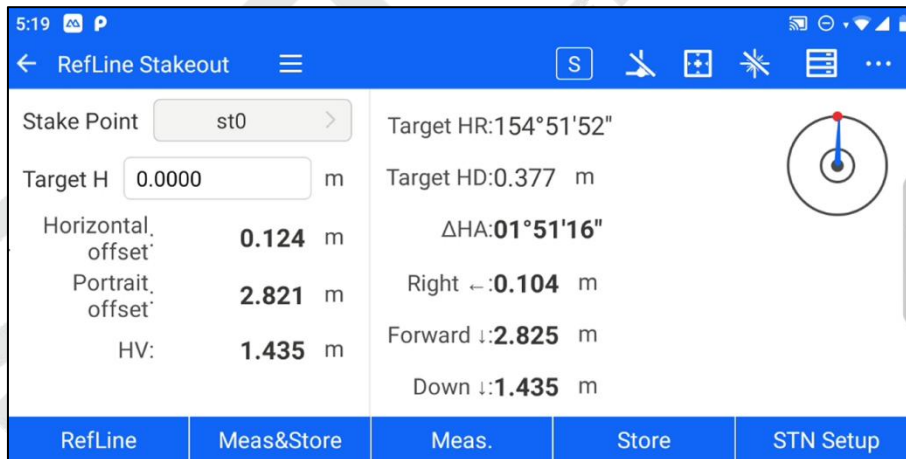 5:19
RefLine Stakeout
S
Stake Point st0
Target H 0.0000 m
Horizontal offset: 0.124 m
Portrait offset: 2.821 m
HV: 1.435 m
Target HR:154°51'52"
Target HD:0.377 m
ΔHA:01°51'16"
Right ←:0.104 m
Forward ↓:2.825 m
Down ↓:1.435 m
RefLine
Meas&Store
Meas.
Store
STN Setup